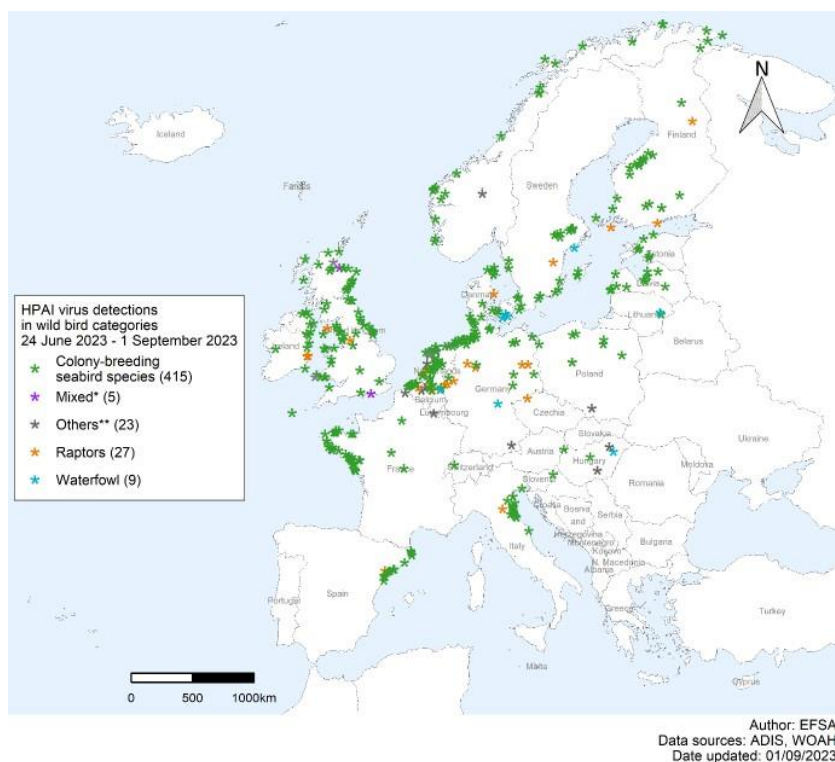 N
Iceland
Finland
Sweden
Estonia
Latvia
Denmark
Lithuania
HPAI virus detections
in wild bird categories
24 June 2023 - 1 September 2023
Colony-breeding
seabird species (415)
Mixed* (5)
Others** (23)
Raptors (27)
Waterfowl (9)
Ireland
Belarus
Poland
Germany
Belgium
Luxembourg
Czechia
Ukraine
Slovakia
Austria
Hungary
Moldova
France
Switzerland
Slovenia
Romania
Croatia
Bosnia
and
Herzegovina
Serbia
Montenegro
Kosovo
Bulgaria
Italy
N. Macedonia
Albania
Portugal
Spain
Greece
Turkey
Malta
Cyprus
0 500 1000km
Author: EFSA
Data sources: ADIS, WOAH
Date updated: 01/09/2023